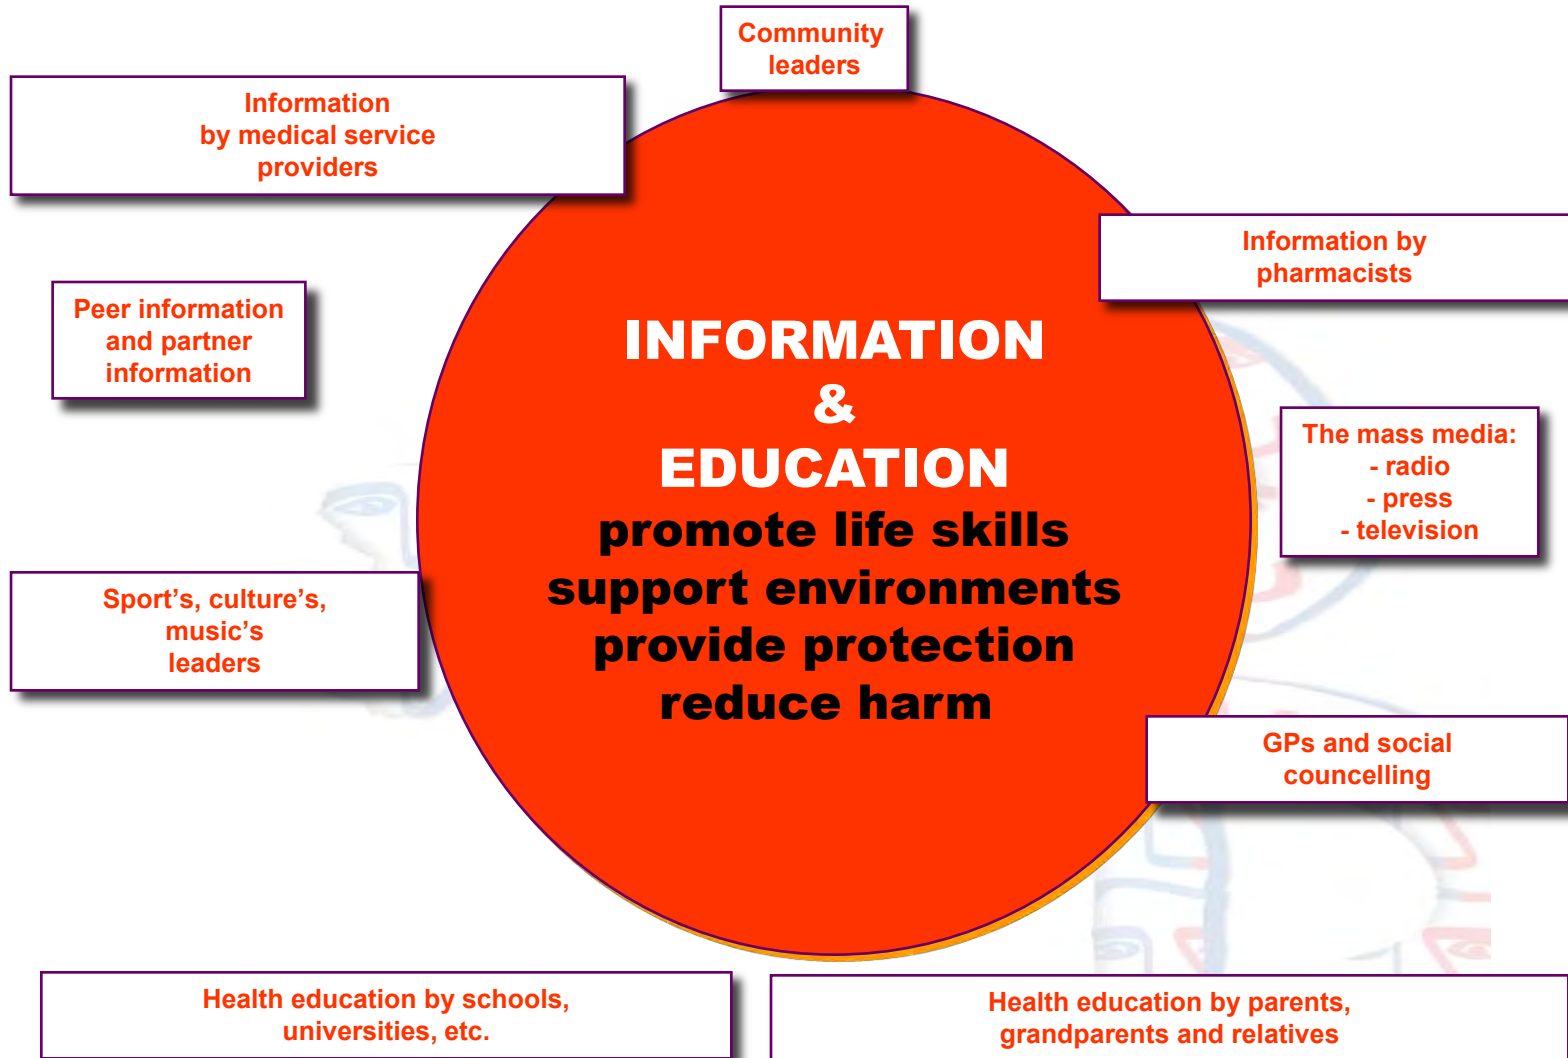 Community
leaders
Information
by medical service
providers
Information by
pharmacists
Peer information
and partner
information
INFORMATION
&
EDUCATION
promote life skills
support environments
provide protection
reduce harm
The mass media:
- radio
- press
- television
Sport’s, culture’s,
music’s
leaders
GPs and social
councelling
Health education by schools,
universities, etc.
Health education by parents,
grandparents and relatives